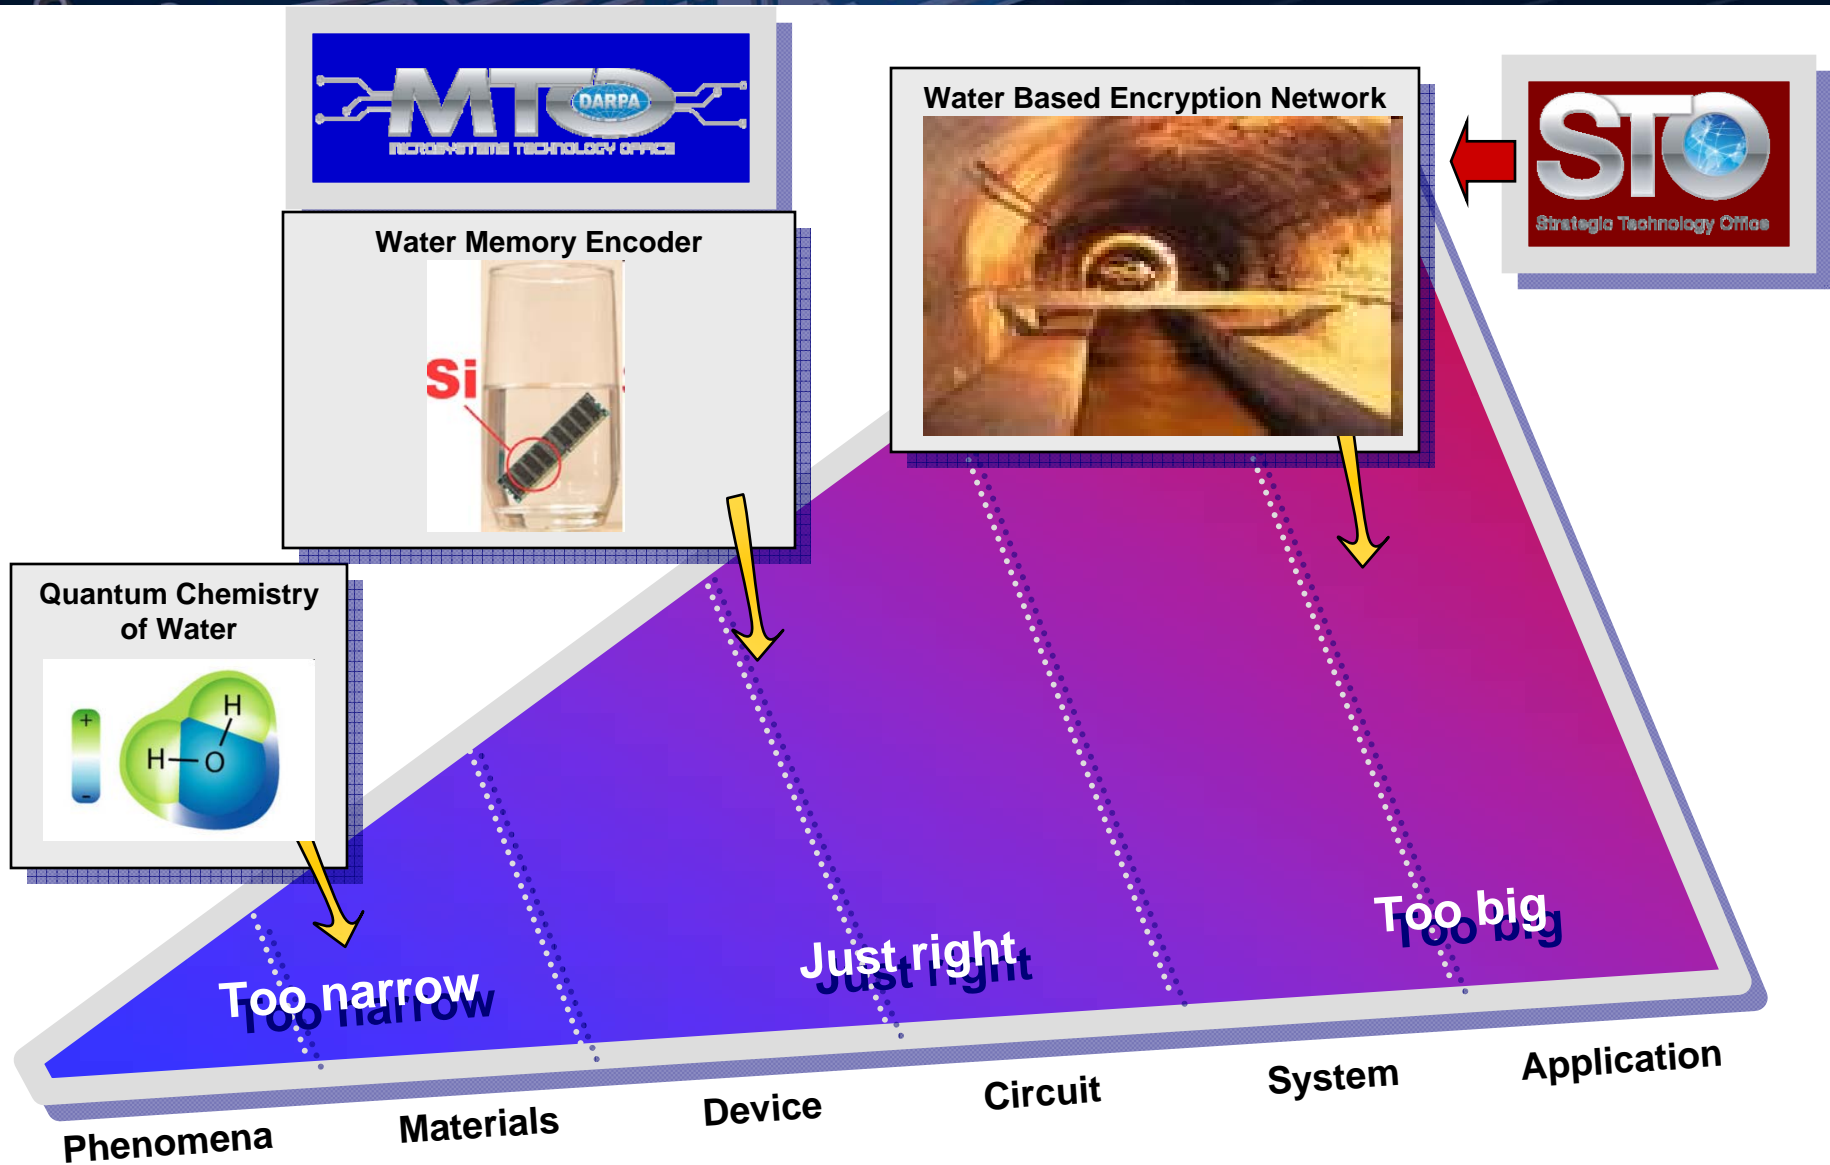 MTO
DARPA
MICROSYSTEMS TECHNOLOGY OFFICE
Water Based Encryption Network
STO
Strategic Technology Office
Water Memory Encoder
Si
Quantum Chemistry
of Water
+
H
H
O
-
Too narrow
Just right
Too big
Phenomena
Materials
Device
Circuit
System
Application